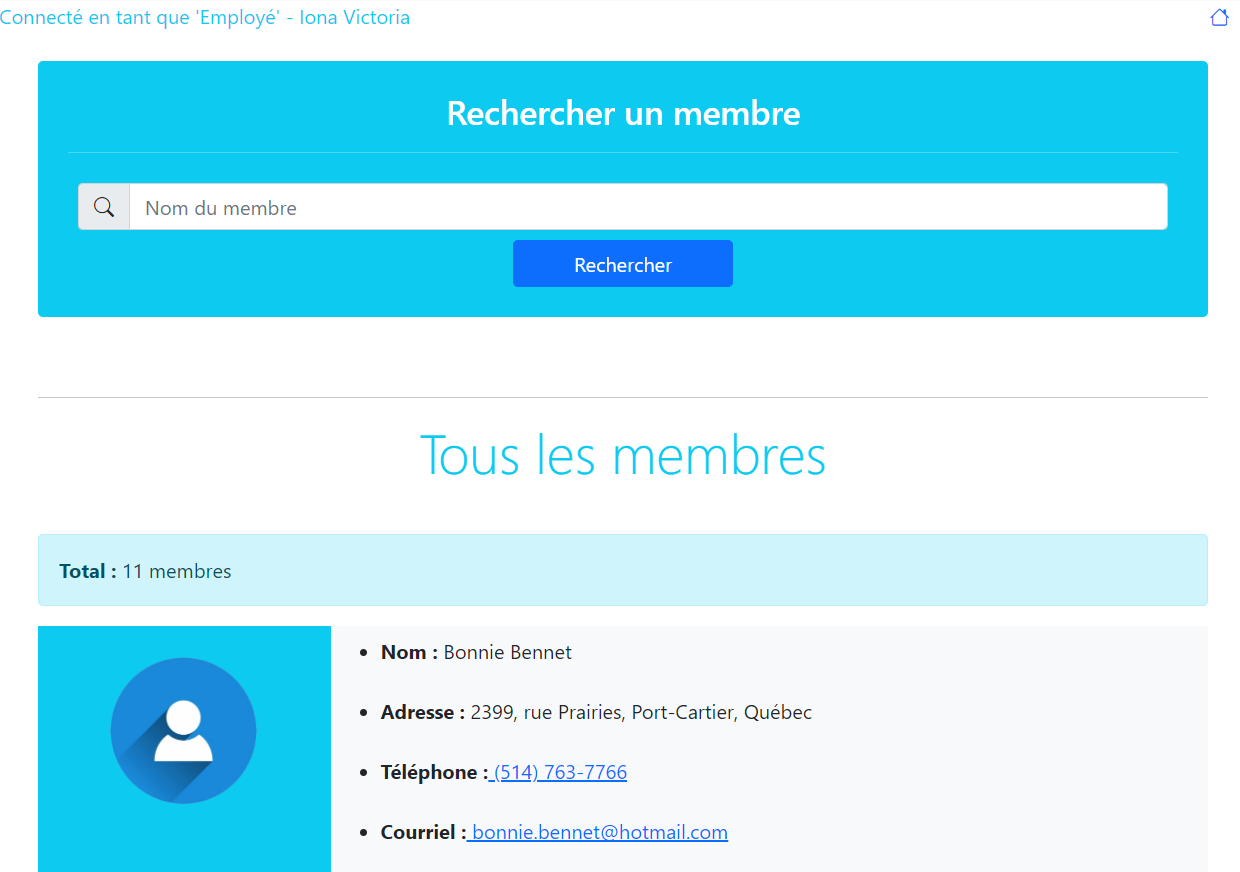 Connecté en tant que 'Employé' - Iona Victoria
Rechercher un membre
Nom du membre
Rechercher
Tous les membres
Total : 11 membres
Nom : Bonnie Bennet
Adresse : 2399, rue Prairies, Port-Cartier, Québec
Téléphone : (514) 763-7766
Courriel : bonnie.bennet@hotmail.com